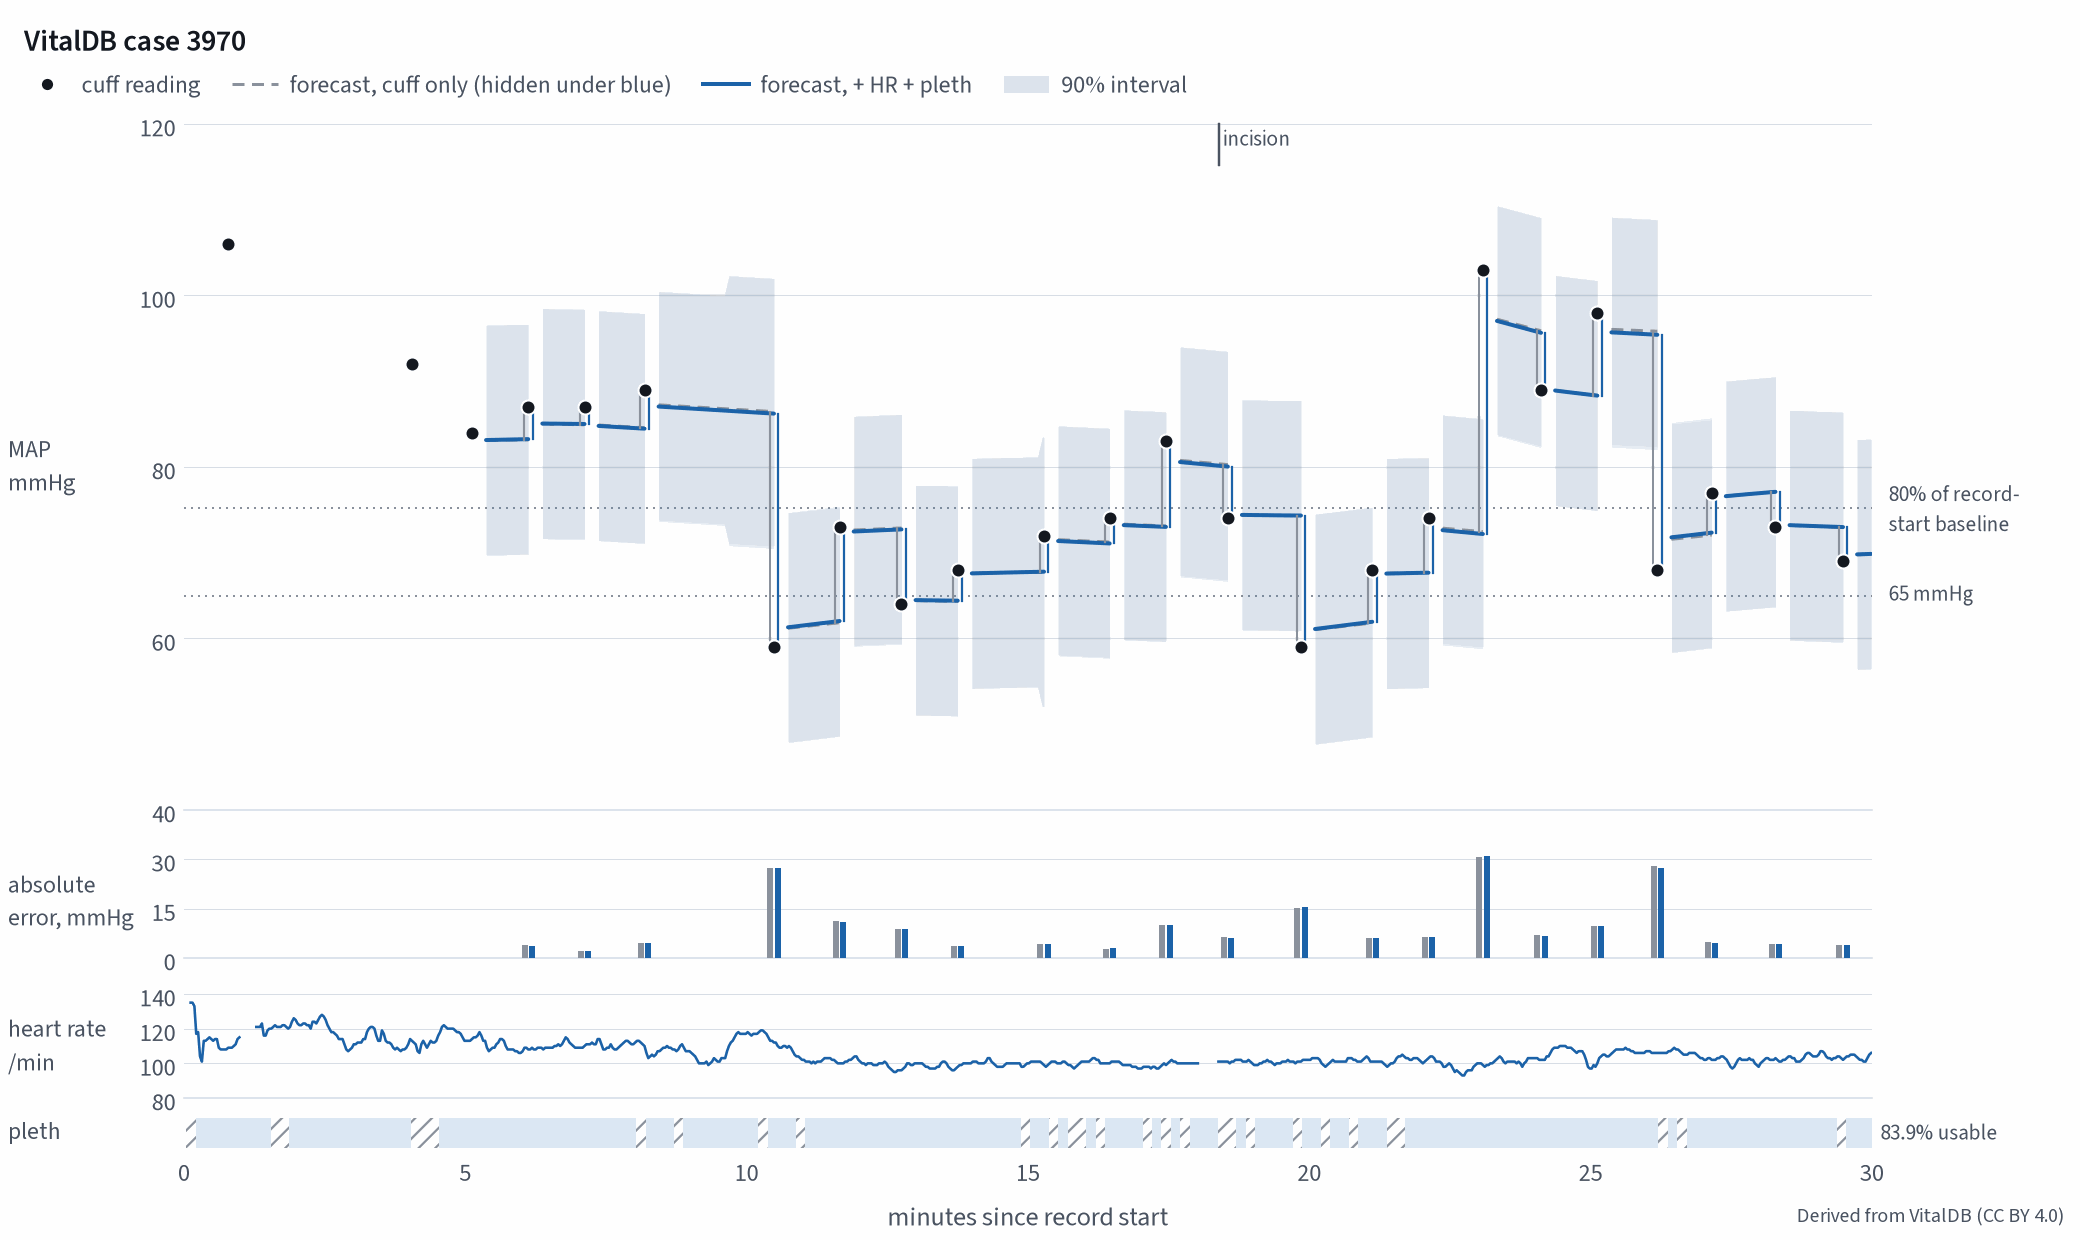 VitalDB case 3970
cuff reading
forecast, cuff only (hidden under blue)
forecast, + HR + pleth
90% interval
120
incision
100
MAP
mmHg
80
80% of record-
start baseline
65 mmHg
60
40
30
absolute
error, mmHg
15
0
140
heart rate
/min
120
100
80
pleth
83.9% usable
0
5
10
15
20
25
30
minutes since record start
Derived from VitalDB (CC BY 4.0)